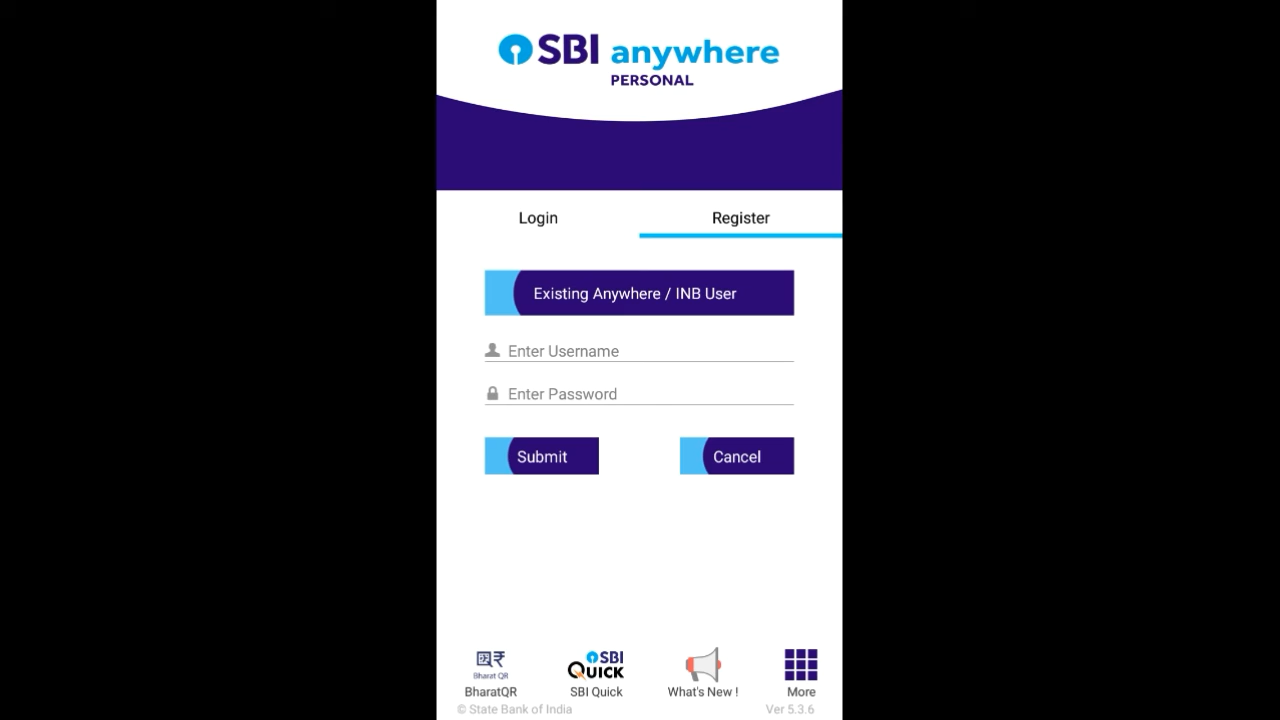 SBI anywhere
PERSONAL
Login Register
Existing Anywhere / INB User
Enter Username
Enter Password
Submit Cancel
Bharat QR SBI QUICK
BharatQR SBI Quick What's New ! More
© State Bank of India Ver 5.3.6